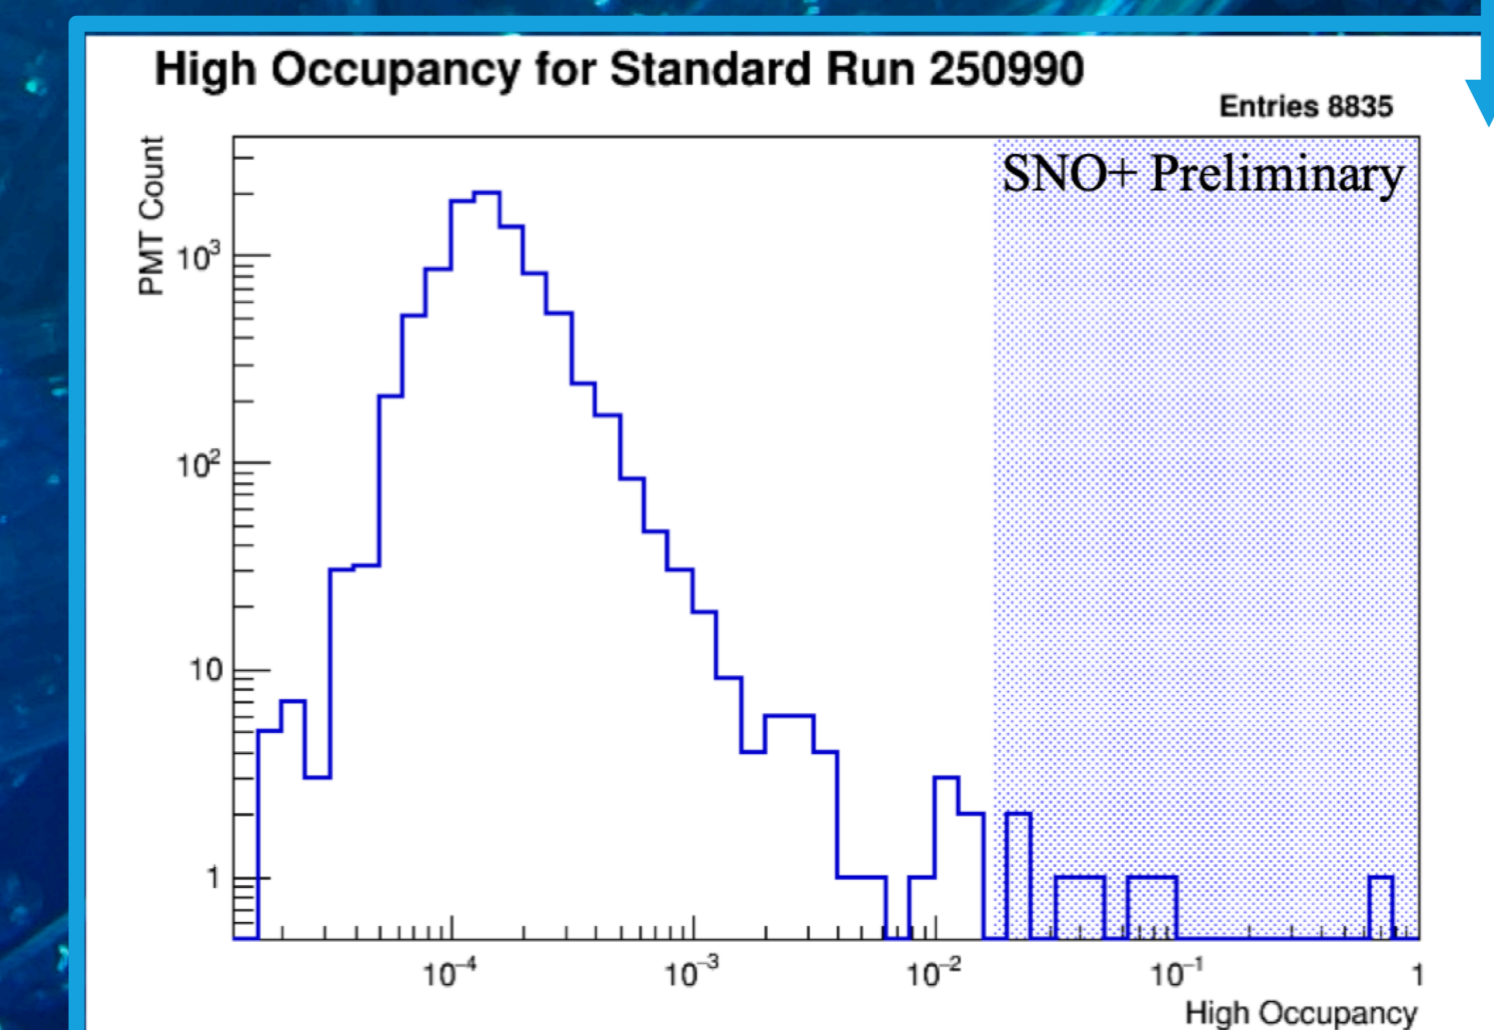 High Occupancy for Standard Run 250990
Entries 8835
SNO+ Preliminary
PMT Count
10³
10²
10
1
10⁻⁴ 10⁻³ 10⁻² 10⁻¹ 1
High Occupancy